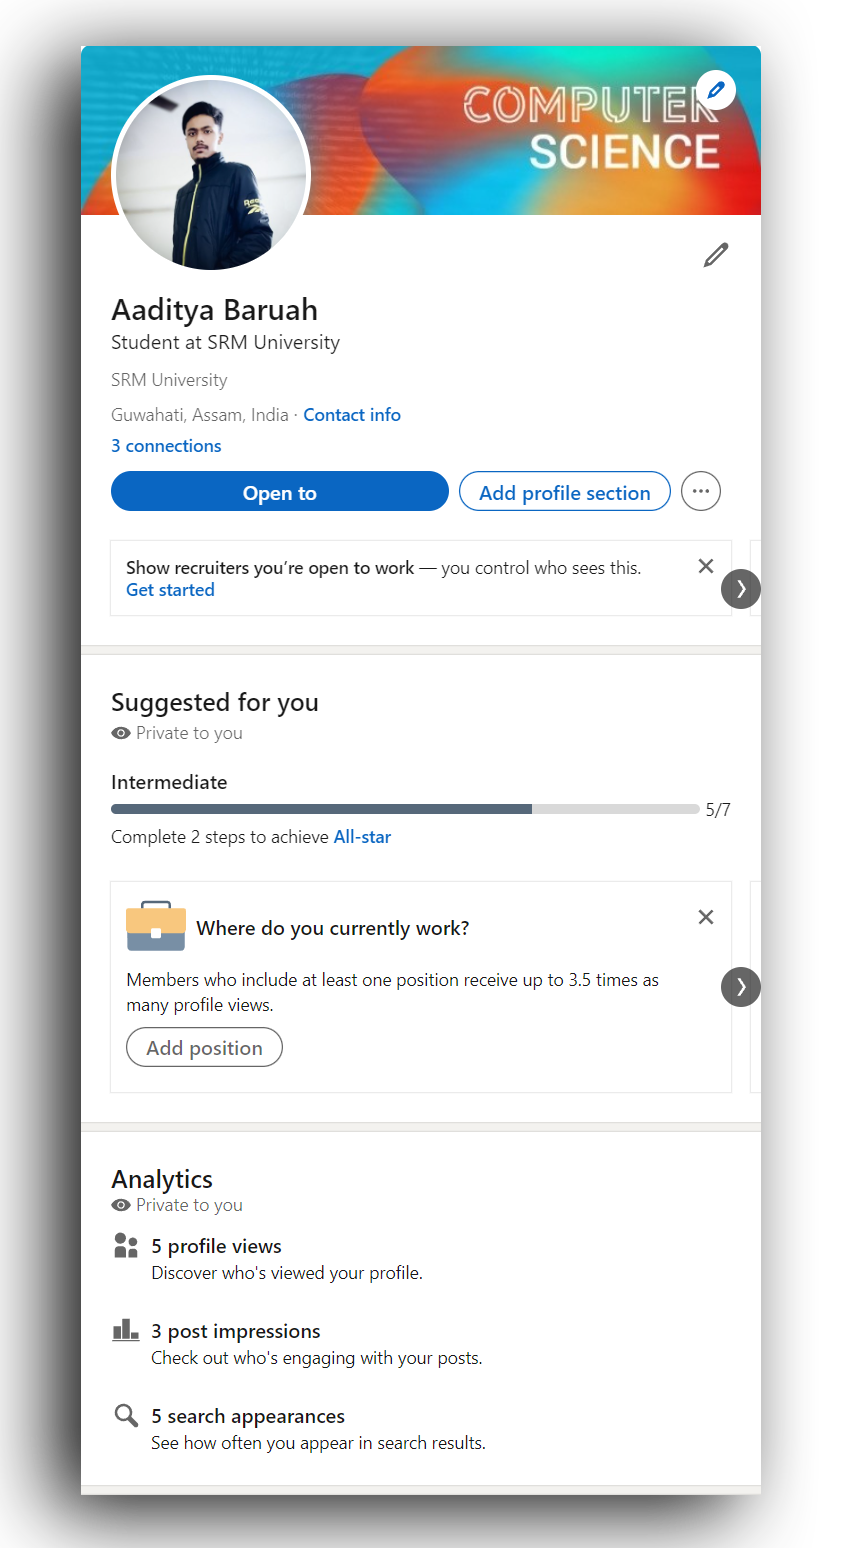 COMPUTER
SCIENCE
Aaditya Baruah
Student at SRM University
SRM University
Guwahati, Assam, India · Contact info
3 connections
Open to
Add profile section
Show recruiters you’re open to work — you control who sees this.
Get started
Suggested for you
Private to you
Intermediate
5/7
Complete 2 steps to achieve All-star
Where do you currently work?
Members who include at least one position receive up to 3.5 times as
many profile views.
Add position
Analytics
Private to you
5 profile views
Discover who's viewed your profile.
3 post impressions
Check out who's engaging with your posts.
5 search appearances
See how often you appear in search results.